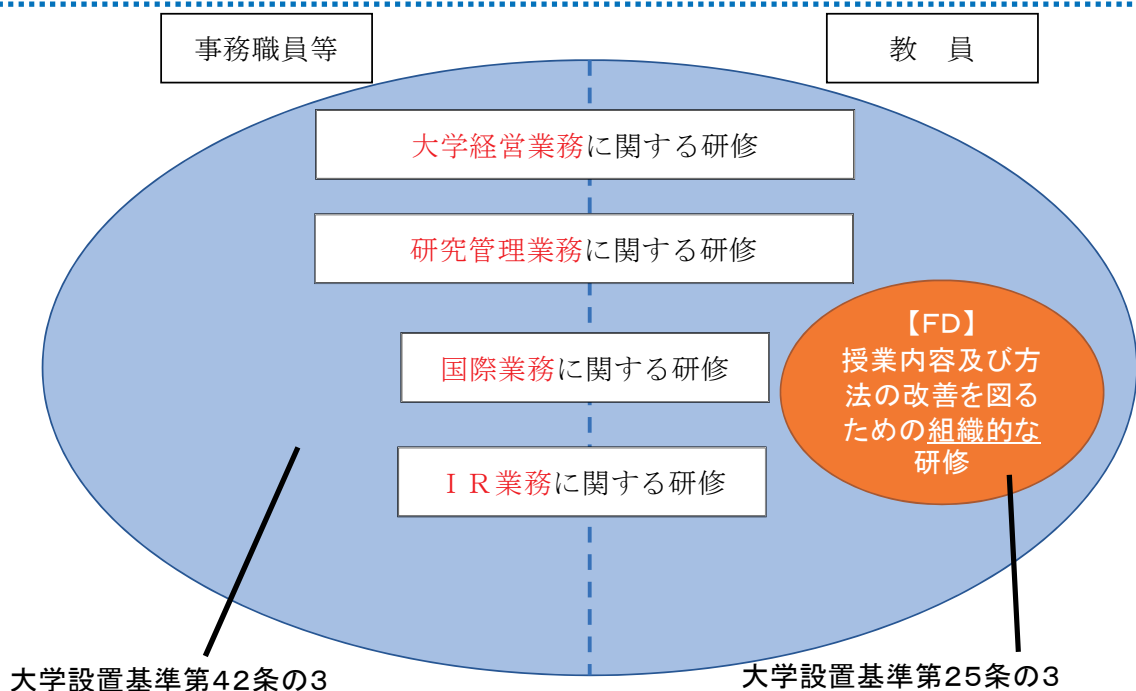 事務職員等
教　員
大学経営業務に関する研修
研究管理業務に関する研修
国際業務に関する研修
ＩＲ業務に関する研修
【FD】
授業内容及び方
法の改善を図る
ための組織的な
研修
大学設置基準第42条の3
大学設置基準第25条の3